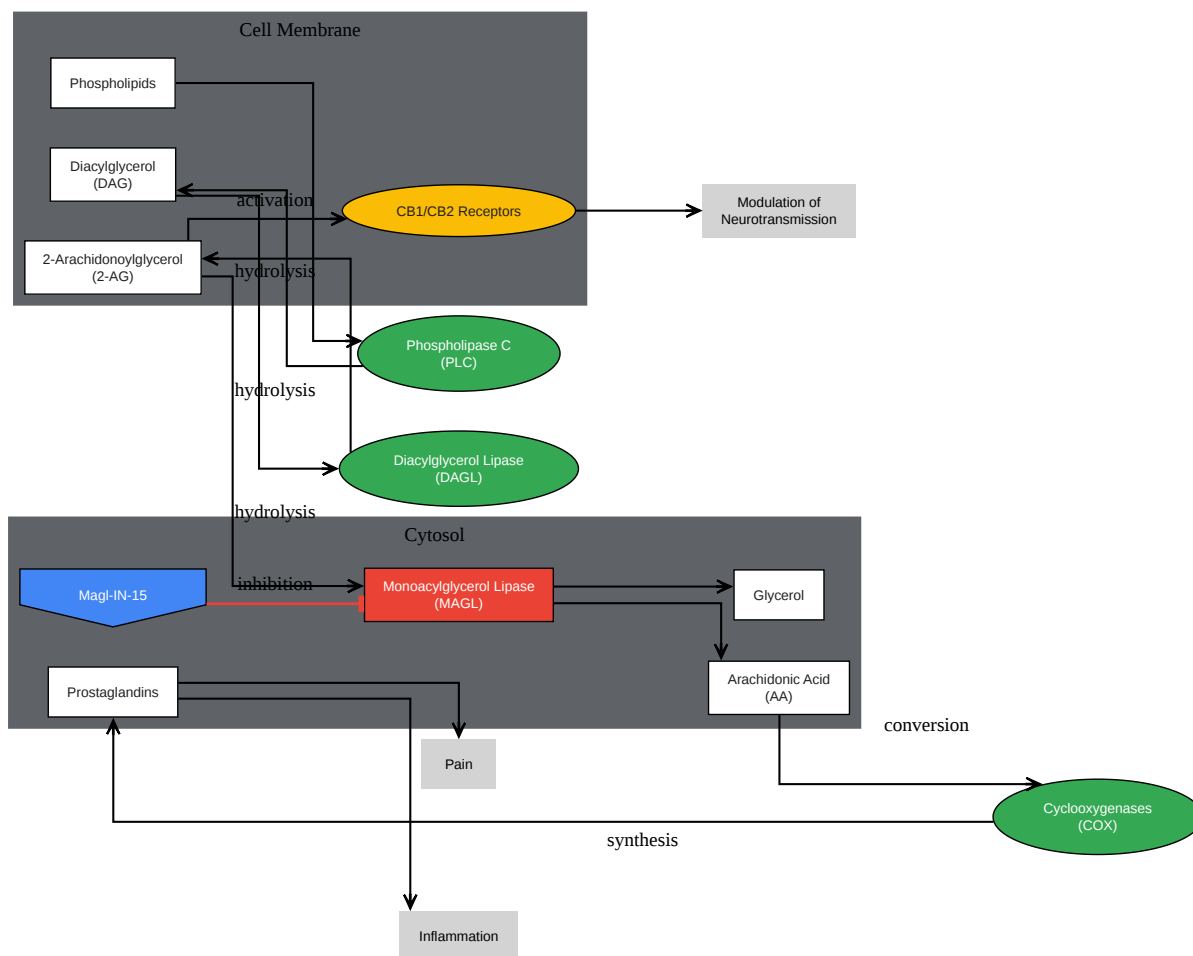 Cell Membrane
Phospholipids
Diacylglycerol
(DAG)
activation
CB1/CB2 Receptors
Modulation of
Neurotransmission
2-Arachidonoylglycerol
(2-AG)
hydrolysis
Phospholipase C
(PLC)
hydrolysis
Diacylglycerol Lipase
(DAGL)
hydrolysis
Cytosol
Magl-IN-15
inhibition
Monoacylglycerol Lipase
(MAGL)
Glycerol
Prostaglandins
Arachidonic Acid
(AA)
conversion
Pain
Cyclooxygenases
(COX)
synthesis
Inflammation